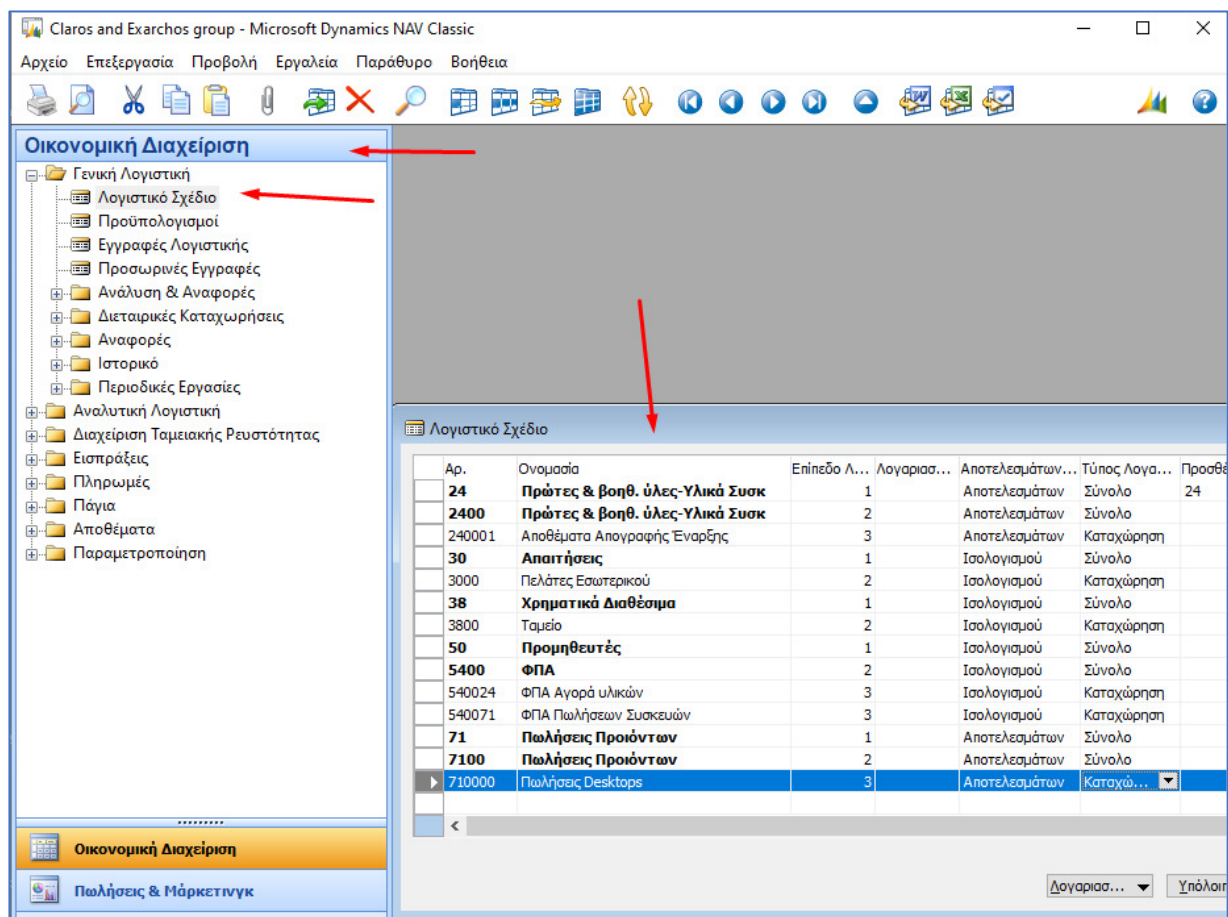 Claros and Exarchos group - Microsoft Dynamics NAV Classic
Αρχείο Επεξεργασία Προβολή Εργαλεία Παράθυρο Βοήθεια
Οικονομική Διαχείριση
Γενική Λογιστική
Λογιστικό Σχέδιο
Προϋπολογισμοί
Εγγραφές Λογιστικής
Προσωρινές Εγγραφές
Ανάλυση & Αναφορές
Διεταιρικές Καταχωρήσεις
Αναφορές
Ιστορικό
Περιοδικές Εργασίες
Αναλυτική Λογιστική
Διαχείριση Ταμειακής Ρευστότητας
Εισπράξεις
Πληρωμές
Πάγια
Αποθέματα
Παραμετροποίηση
Οικονομική Διαχείριση
Πωλήσεις & Μάρκετινγκ
Λογιστικό Σχέδιο
Αρ. Ονομασία Επίπεδο Λ... Λογαριασ... Αποτελεσμάτων... Τύπος Λογα... Προσθέ
24 Πρώτες & βοηθ. ύλες-Υλικά Συσκ 1 Αποτελεσμάτων Σύνολο 24
2400 Πρώτες & βοηθ. ύλες-Υλικά Συσκ 2 Αποτελεσμάτων Σύνολο
240001 Αποθέματα Απογραφής Έναρξης 3 Αποτελεσμάτων Καταχώρηση
30 Απαιτήσεις 1 Ισολογισμού Σύνολο
3000 Πελάτες Εσωτερικού 2 Ισολογισμού Καταχώρηση
38 Χρηματικά Διαθέσιμα 1 Ισολογισμού Σύνολο
3800 Ταμείο 2 Ισολογισμού Καταχώρηση
50 Προμηθευτές 1 Ισολογισμού Σύνολο
5400 ΦΠΑ 2 Ισολογισμού Σύνολο
540024 ΦΠΑ Αγορά υλικών 3 Ισολογισμού Καταχώρηση
540071 ΦΠΑ Πωλήσεων Συσκευών 3 Ισολογισμού Καταχώρηση
71 Πωλήσεις Προιόντων 1 Αποτελεσμάτων Σύνολο
7100 Πωλήσεις Προιόντων 2 Αποτελεσμάτων Σύνολο
710000 Πωλήσεις Desktops 3 Αποτελεσμάτων Καταχώ...
Λογαριασ... Υπόλοιπ